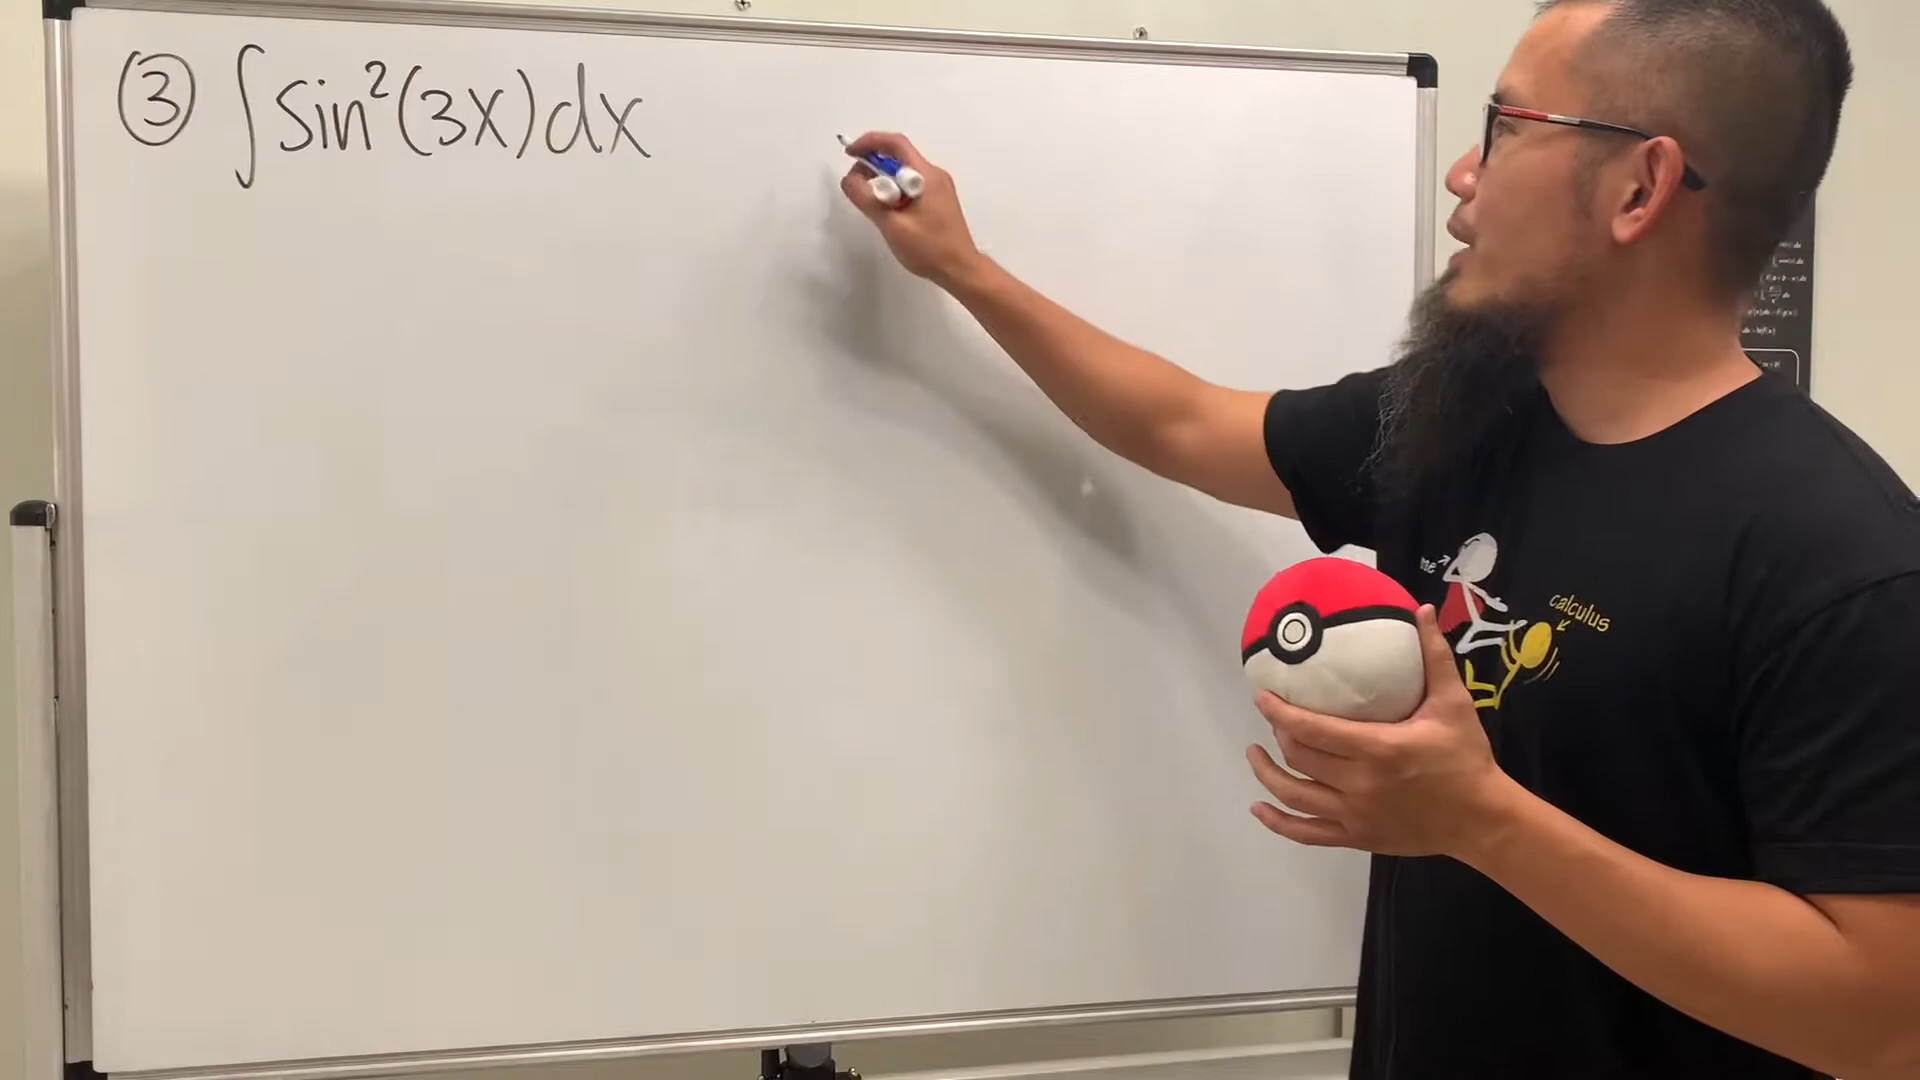 ③ ∫ Sin²(3x) dx
me
calculus